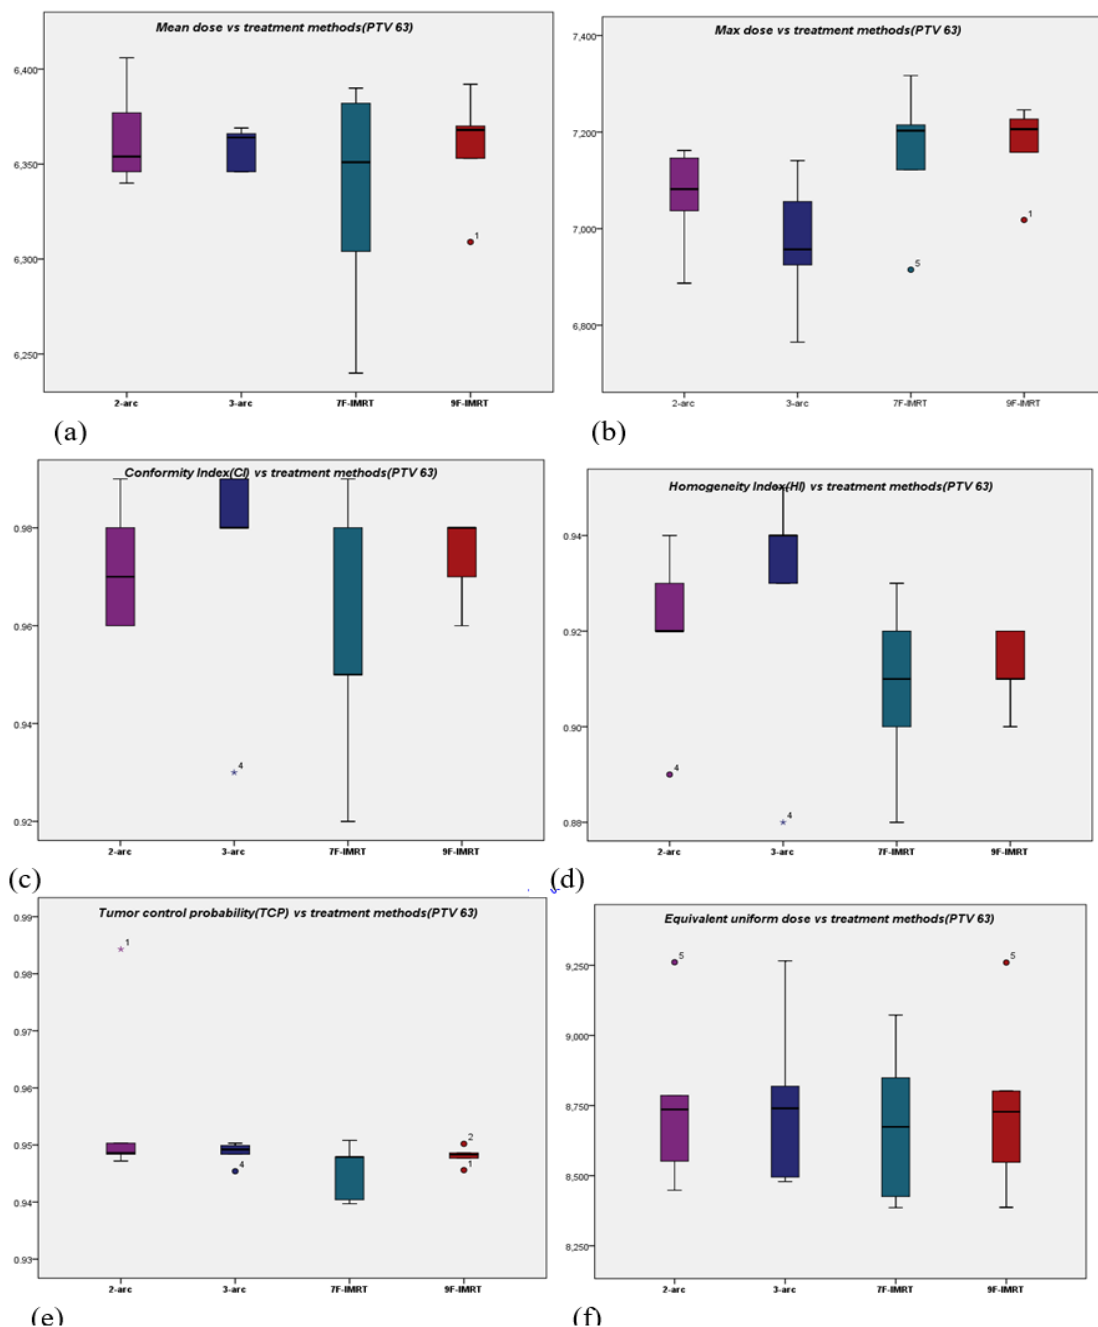 Mean dose vs treatment methods(PTV 63)
6,400
6,350
6,300
6,250
2-arc 3-arc 7F-IMRT 9F-IMRT
1
(a)
Max dose vs treatment methods(PTV 63)
7,400
7,200
7,000
6,800
5
1
2-arc 3-arc 7F-IMRT 9F-IMRT
(b)
Conformity Index(CI) vs treatment methods(PTV 63)
0.98
0.96
0.94
0.92
4
2-arc 3-arc 7F-IMRT 9F-IMRT
(c)
Homogeneity Index(HI) vs treatment methods(PTV 63)
0.94
0.92
0.90
0.88
4
4
2-arc 3-arc 7F-IMRT 9F-IMRT
(d)
Tumor control probability(TCP) vs treatment methods(PTV 63)
0.99
0.98
0.97
0.96
0.95
0.94
0.93
1
4
2
1
2-arc 3-arc 7F-IMRT 9F-IMRT
(e)
Equivalent uniform dose vs treatment methods(PTV 63)
9,250
9,000
8,750
8,500
8,250
5
5
2-arc 3-arc 7F-IMRT 9F-IMRT
(f)